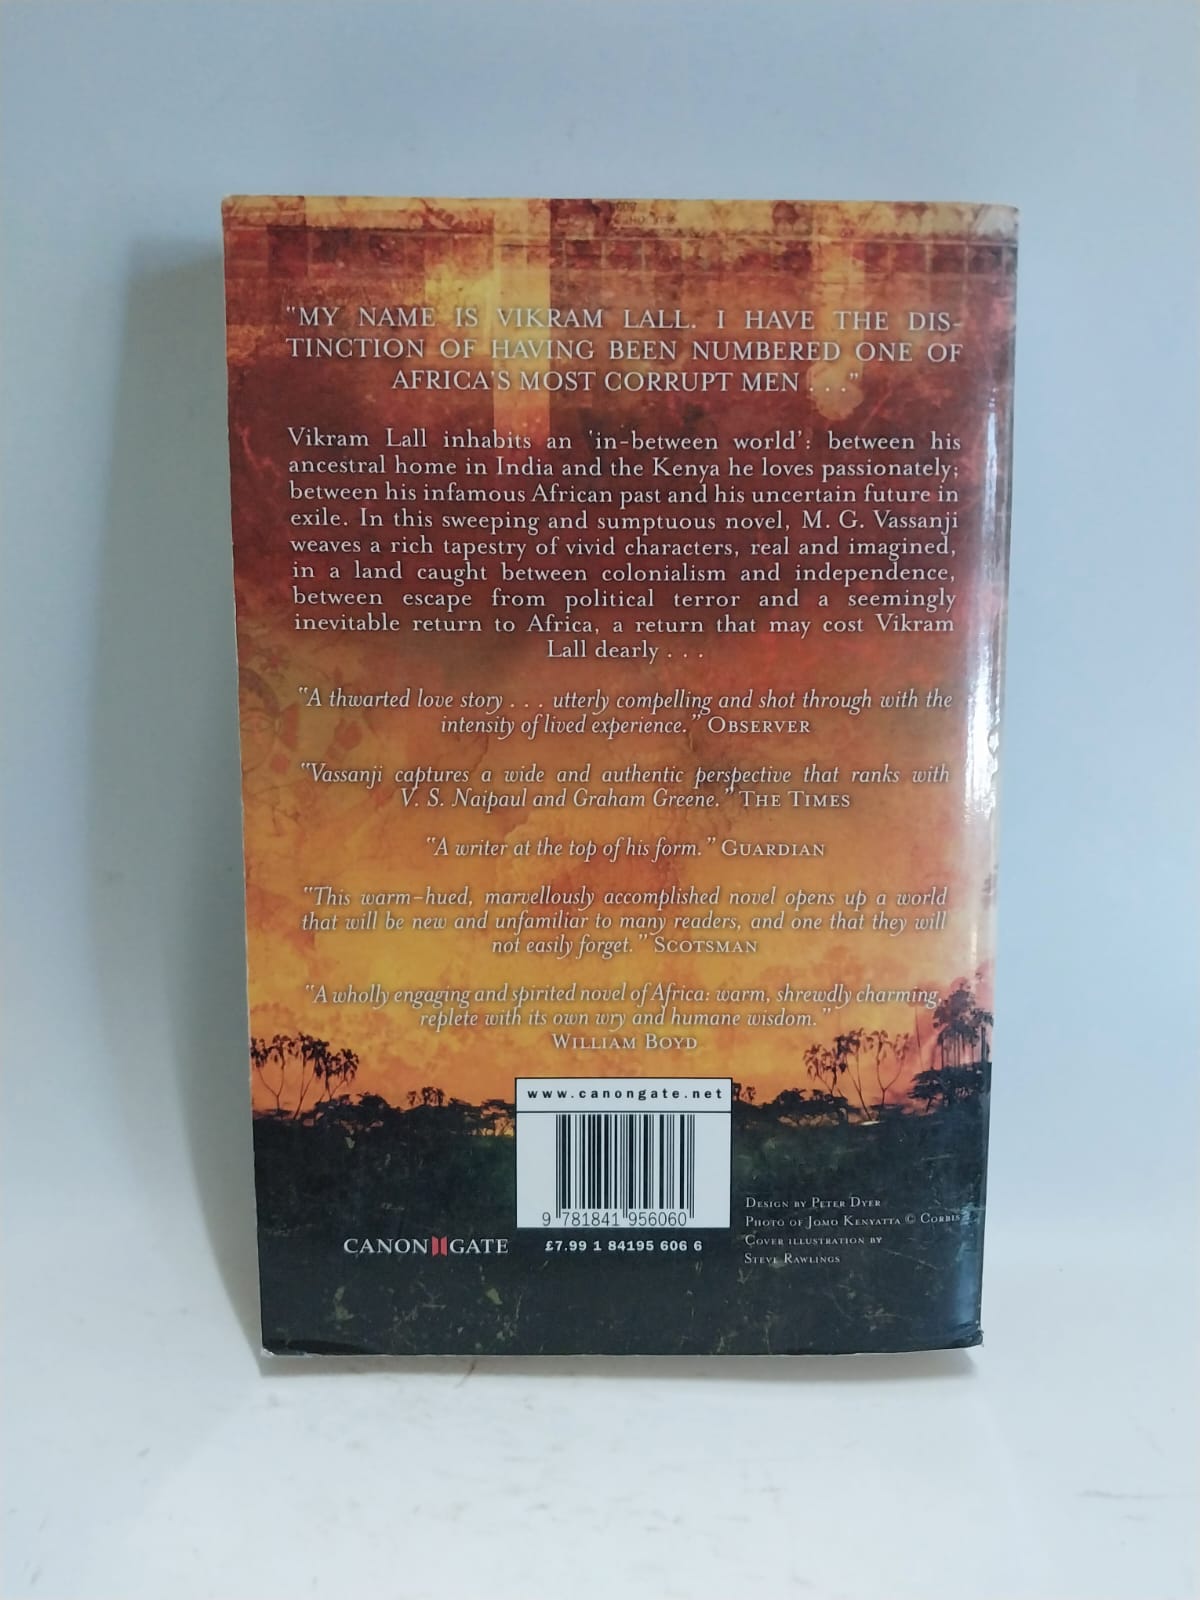 "MY NAME IS VIKRAM LALL. I HAVE THE DIS-
TINCTION OF HAVING BEEN NUMBERED ONE OF
AFRICA'S MOST CORRUPT MEN . . ."
Vikram Lall inhabits an 'in-between world': between his
ancestral home in India and the Kenya he loves passionately;
between his infamous African past and his uncertain future in
exile. In this sweeping and sumptuous novel, M. G. Vassanji
weaves a rich tapestry of vivid characters, real and imagined,
in a land caught between colonialism and independence,
between escape from political terror and a seemingly
inevitable return to Africa, a return that may cost Vikram
Lall dearly . . .
"A thwarted love story . . . utterly compelling and shot through with the
intensity of lived experience." OBSERVER
"Vassanji captures a wide and authentic perspective that ranks with
V. S. Naipaul and Graham Greene." THE TIMES
"A writer at the top of his form." GUARDIAN
"This warm-hued, marvellously accomplished novel opens up a world
that will be new and unfamiliar to many readers, and one that they will
not easily forget." SCOTSMAN
"A wholly engaging and spirited novel of Africa: warm, shrewdly charming,
replete with its own wry and humane wisdom."
WILLIAM BOYD
www.canongate.net
9 781841 956060
CANONGATE
£7.99 1 84195 606 6
DESIGN BY PETER DYER
PHOTO OF JOMO KENYATTA © CORBIS
COVER ILLUSTRATION BY
STEVE RAWLINGS